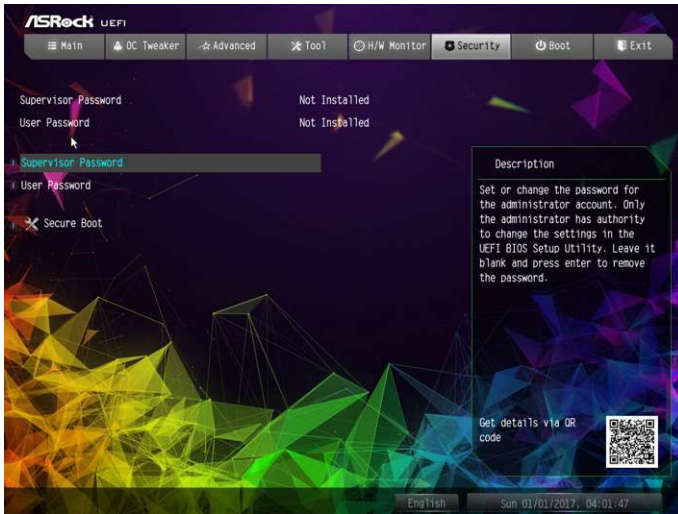 ASRock UEFI
Main OC Tweaker Advanced Tool H/W Monitor Security Boot Exit
Supervisor Password Not Installed
User Password Not Installed
Supervisor Password
User Password
Secure Boot
Description
Set or change the password for
the administrator account. Only
the administrator has authority
to change the settings in the
UEFI BIOS Setup Utility. Leave it
blank and press enter to remove
the password.
Get details via QR
code
English Sun 01/01/2017. 04:01:47